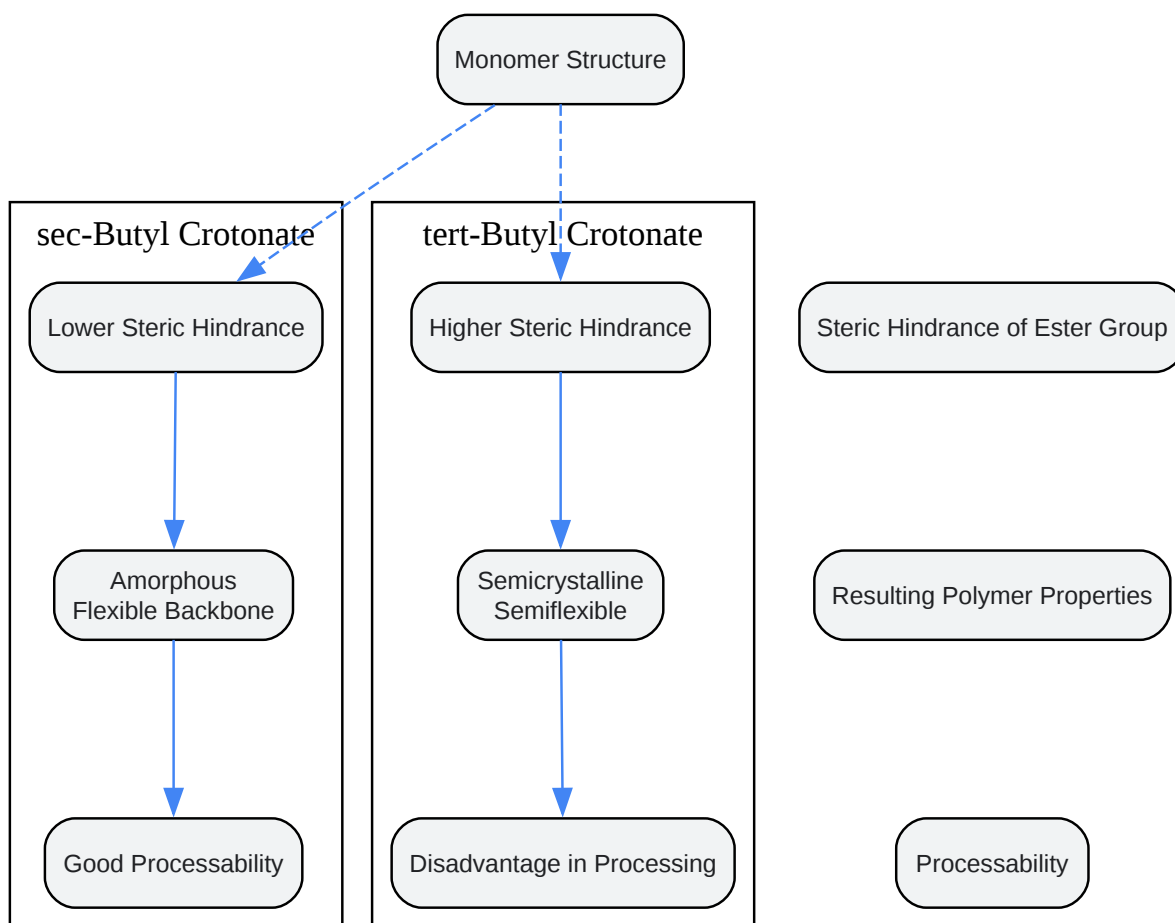 Monomer Structure
sec-Butyl Crotonate
tert-Butyl Crotonate
Lower Steric Hindrance
Higher Steric Hindrance
Steric Hindrance of Ester Group
Amorphous
Flexible Backbone
Semicrystalline
Semiflexible
Resulting Polymer Properties
Good Processability
Disadvantage in Processing
Processability